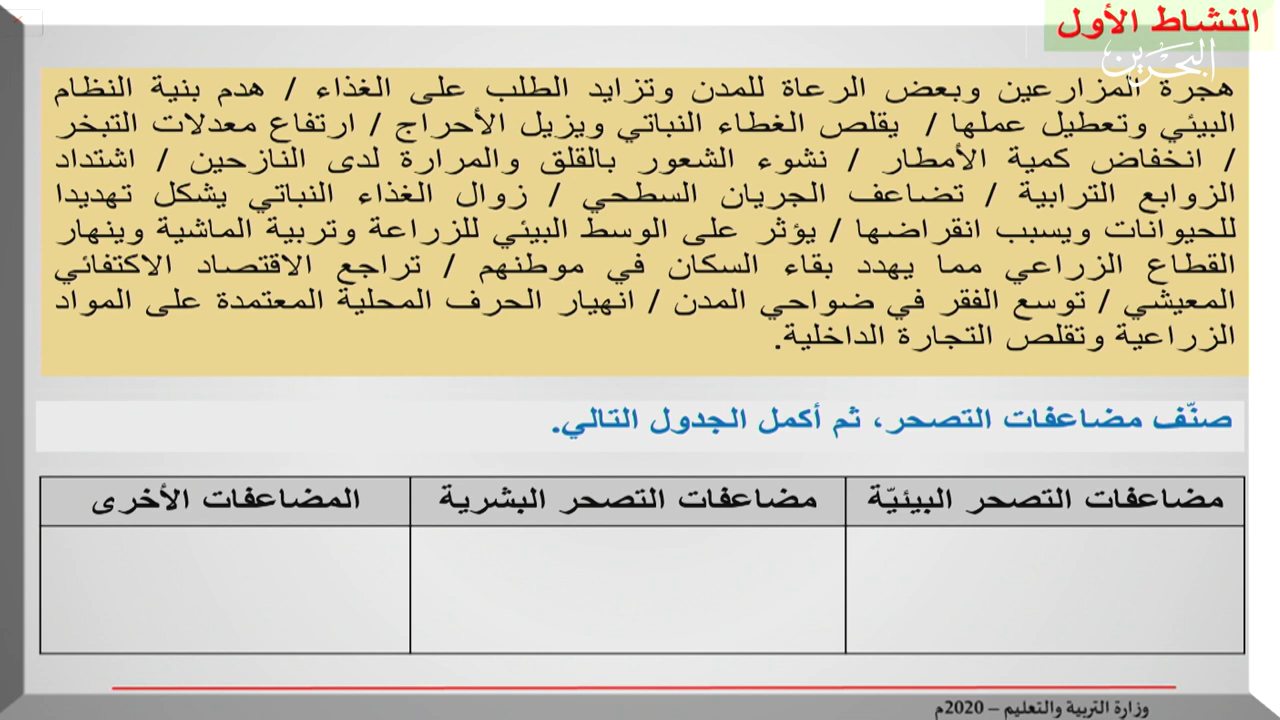 النشاط الأول
البحرين
هجرة المزارعين وبعض الرعاة للمدن وتزايد الطلب على الغذاء / هدم بنية النظام
البيئي وتعطيل عملها / يقلص الغطاء النباتي ويزيل الأحراج / ارتفاع معدلات التبخر
/ انخفاض كمية الأمطار / نشوء الشعور بالقلق والمرارة لدى النازحين / اشتداد
الزوابع الترابية / تضاعف الجريان السطحي / زوال الغذاء النباتي يشكل تهديدا
للحيوانات ويسبب انقراضها / يؤثر على الوسط البيئي للزراعة وتربية الماشية وينهار
القطاع الزراعي مما يهدد بقاء السكان في موطنهم / تراجع الاقتصاد الاكتفائي
المعيشي / توسع الفقر في ضواحي المدن / انهيار الحرف المحلية المعتمدة على المواد
الزراعية وتقلص التجارة الداخلية.
صنّف مضاعفات التصحر، ثم أكمل الجدول التالي.
مضاعفات التصحر البيئيّة
مضاعفات التصحر البشرية
المضاعفات الأخرى
وزارة التربية والتعليم – 2020م